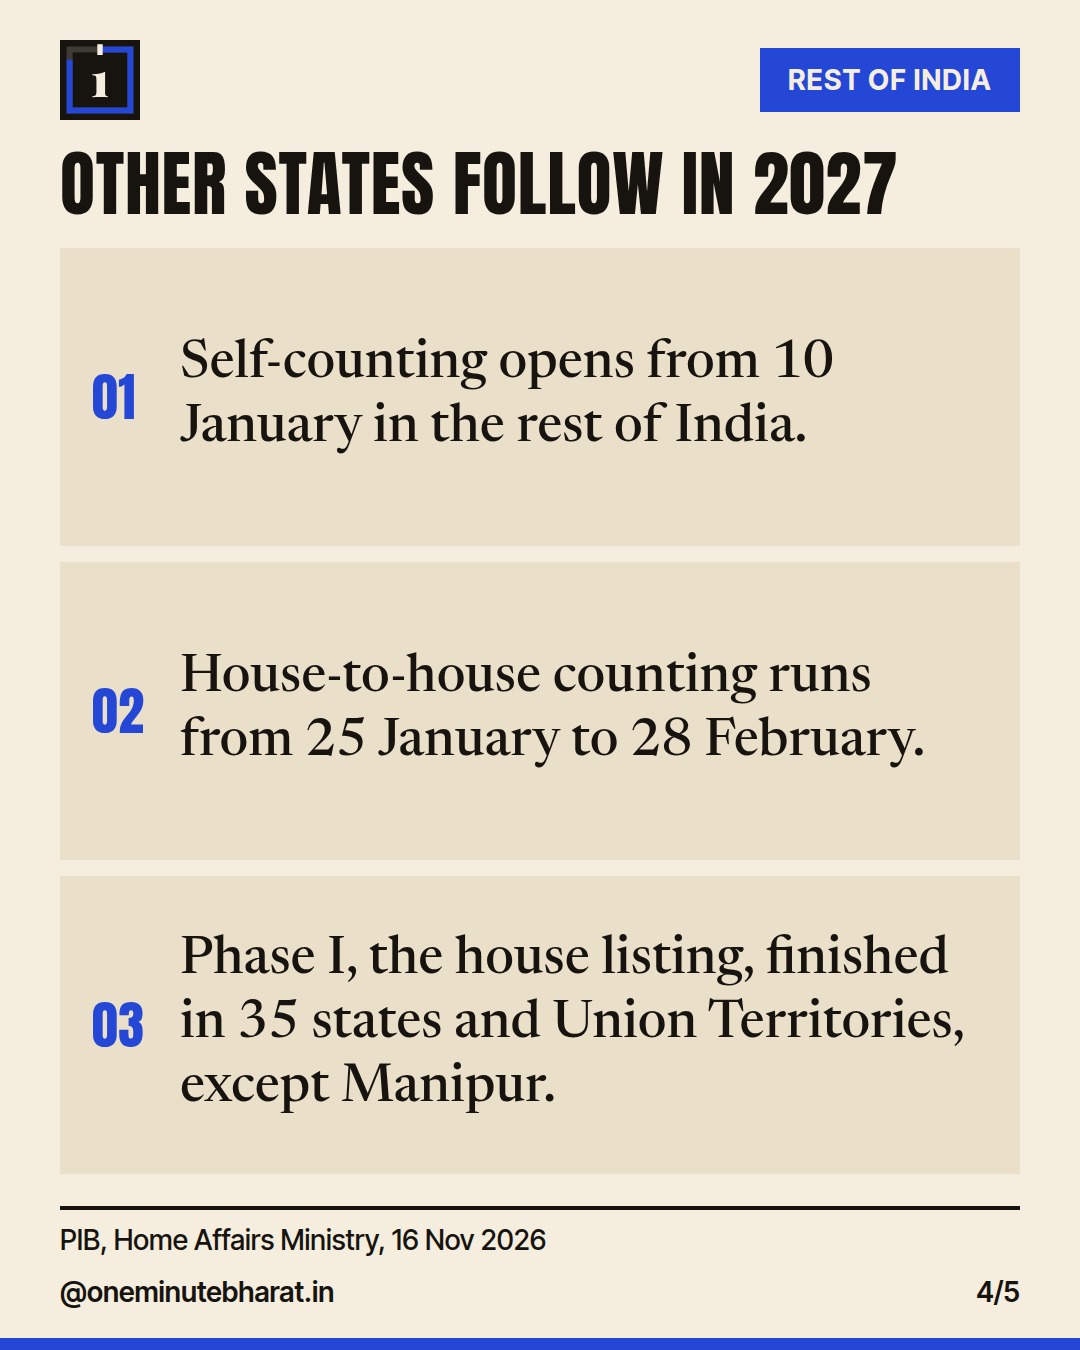 1
REST OF INDIA
OTHER STATES FOLLOW IN 2027
01
Self-counting opens from 10
January in the rest of India.
02
House-to-house counting runs
from 25 January to 28 February.
03
Phase I, the house listing, finished
in 35 states and Union Territories,
except Manipur.
PIB, Home Affairs Ministry, 16 Nov 2026
@oneminutebharat.in
4/5